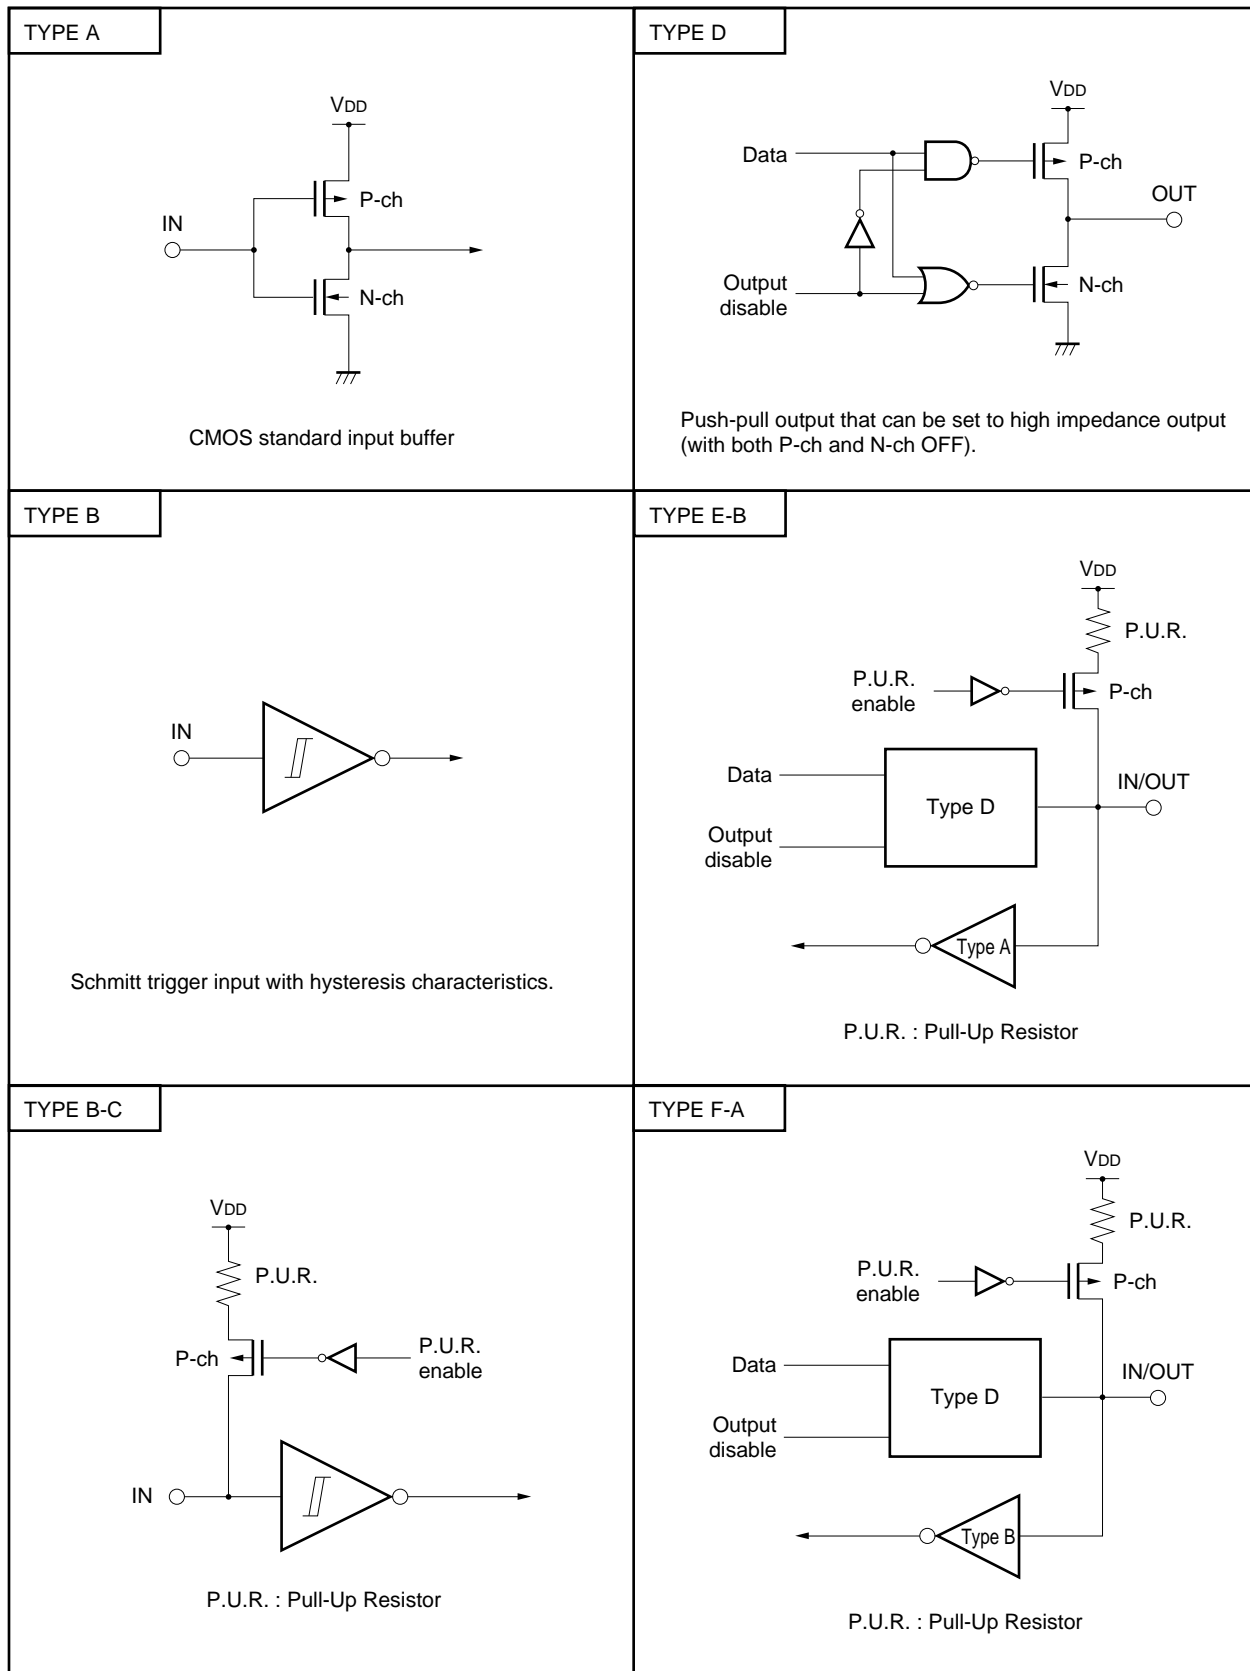 TYPE A
VDD
P-ch
IN
N-ch
CMOS standard input buffer
TYPE D
VDD
Data
P-ch
OUT
Output
disable
N-ch
Push-pull output that can be set to high impedance output
(with both P-ch and N-ch OFF).
TYPE B
IN
Schmitt trigger input with hysteresis characteristics.
TYPE E-B
VDD
P.U.R.
P.U.R.
enable
P-ch
Data
Type D
IN/OUT
Output
disable
Type A
P.U.R. : Pull-Up Resistor
TYPE B-C
VDD
P.U.R.
P-ch
P.U.R.
enable
IN
P.U.R. : Pull-Up Resistor
TYPE F-A
VDD
P.U.R.
P.U.R.
enable
P-ch
Data
Type D
IN/OUT
Output
disable
Type B
P.U.R. : Pull-Up Resistor